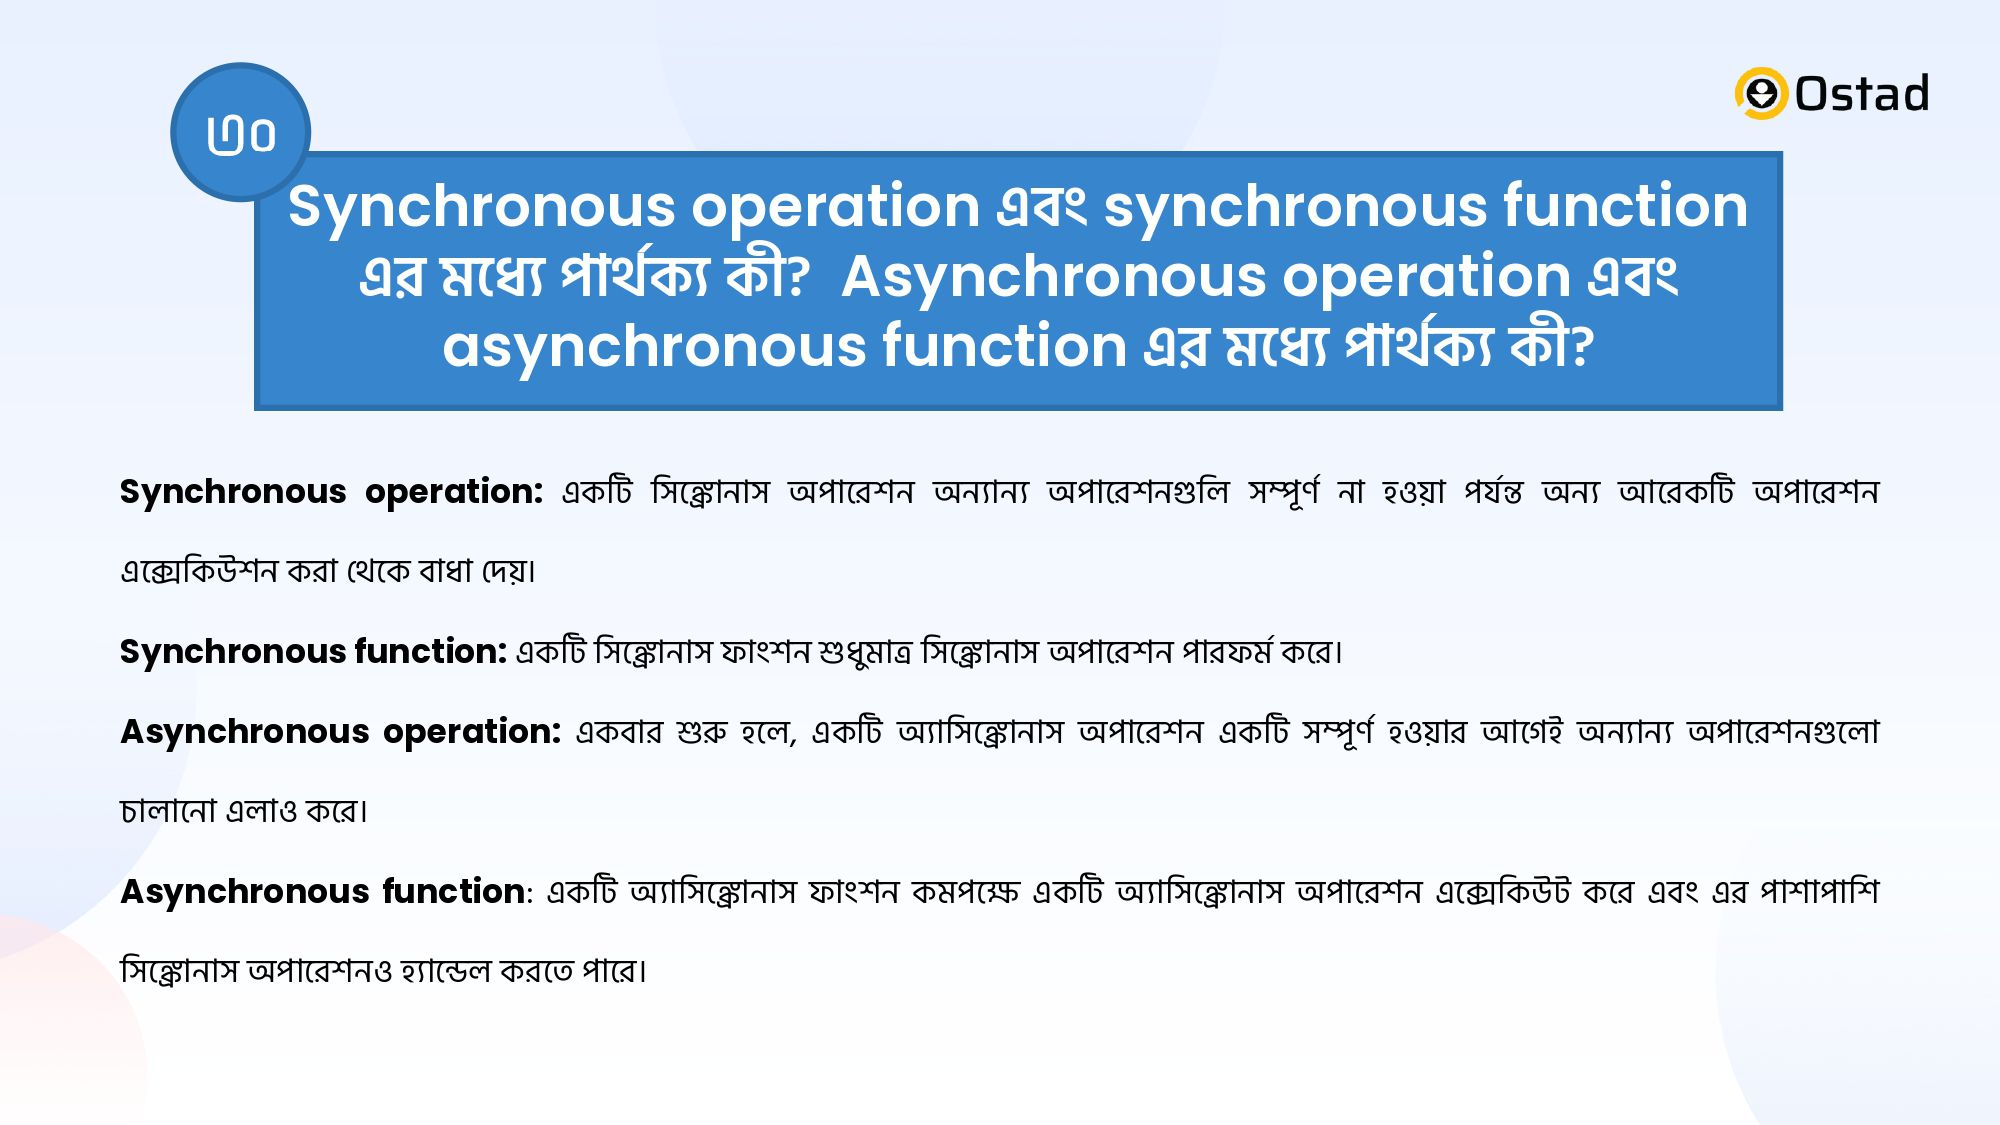 ৩০
Ostad
Synchronous operation এবং synchronous function
এর মধ্যে পার্থক্য কী? Asynchronous operation এবং
asynchronous function এর মধ্যে পার্থক্য কী?
Synchronous operation: একটি সিঙ্ক্রোনাস অপারেশন অন্যান্য অপারেশনগুলি সম্পূর্ণ না হওয়া পর্যন্ত অন্য আরেকটি অপারেশন
এক্সেকিউশন করা থেকে বাধা দেয়।
Synchronous function: একটি সিঙ্ক্রোনাস ফাংশন শুধুমাত্র সিঙ্ক্রোনাস অপারেশন পারফর্ম করে।
Asynchronous operation: একবার শুরু হলে, একটি অ্যাসিঙ্ক্রোনাস অপারেশন একটি সম্পূর্ণ হওয়ার আগেই অন্যান্য অপারেশনগুলো
চালানো এলাও করে।
Asynchronous function: একটি অ্যাসিঙ্ক্রোনাস ফাংশন কমপক্ষে একটি অ্যাসিঙ্ক্রোনাস অপারেশন এক্সেকিউট করে এবং এর পাশাপাশি
সিঙ্ক্রোনাস অপারেশনও হ্যান্ডেল করতে পারে।